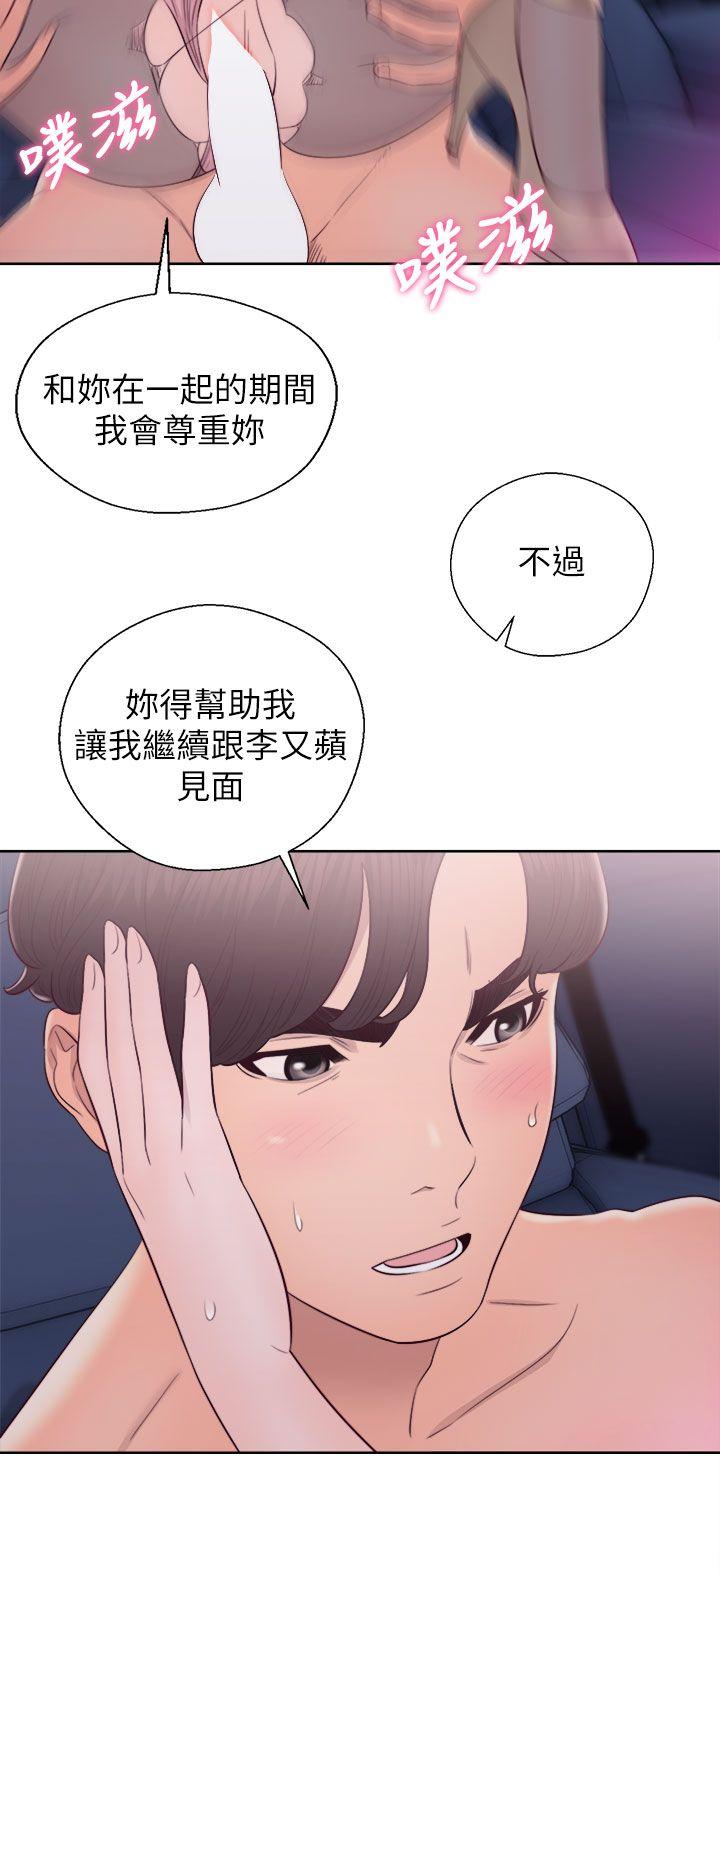 噗滋
噗滋
和妳在一起的期間
我會尊重妳
不過
妳得幫助我
讓我繼續跟李又蘋
見面